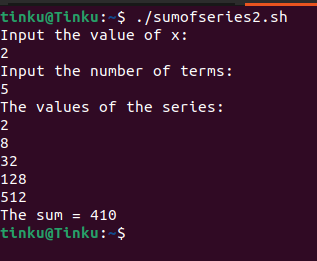 tinku@Tinku:~$ ./sumofseries2.sh
Input the value of x:
2
Input the number of terms:
5
The values of the series:
2
8
32
128
512
The sum = 410
tinku@Tinku:~$